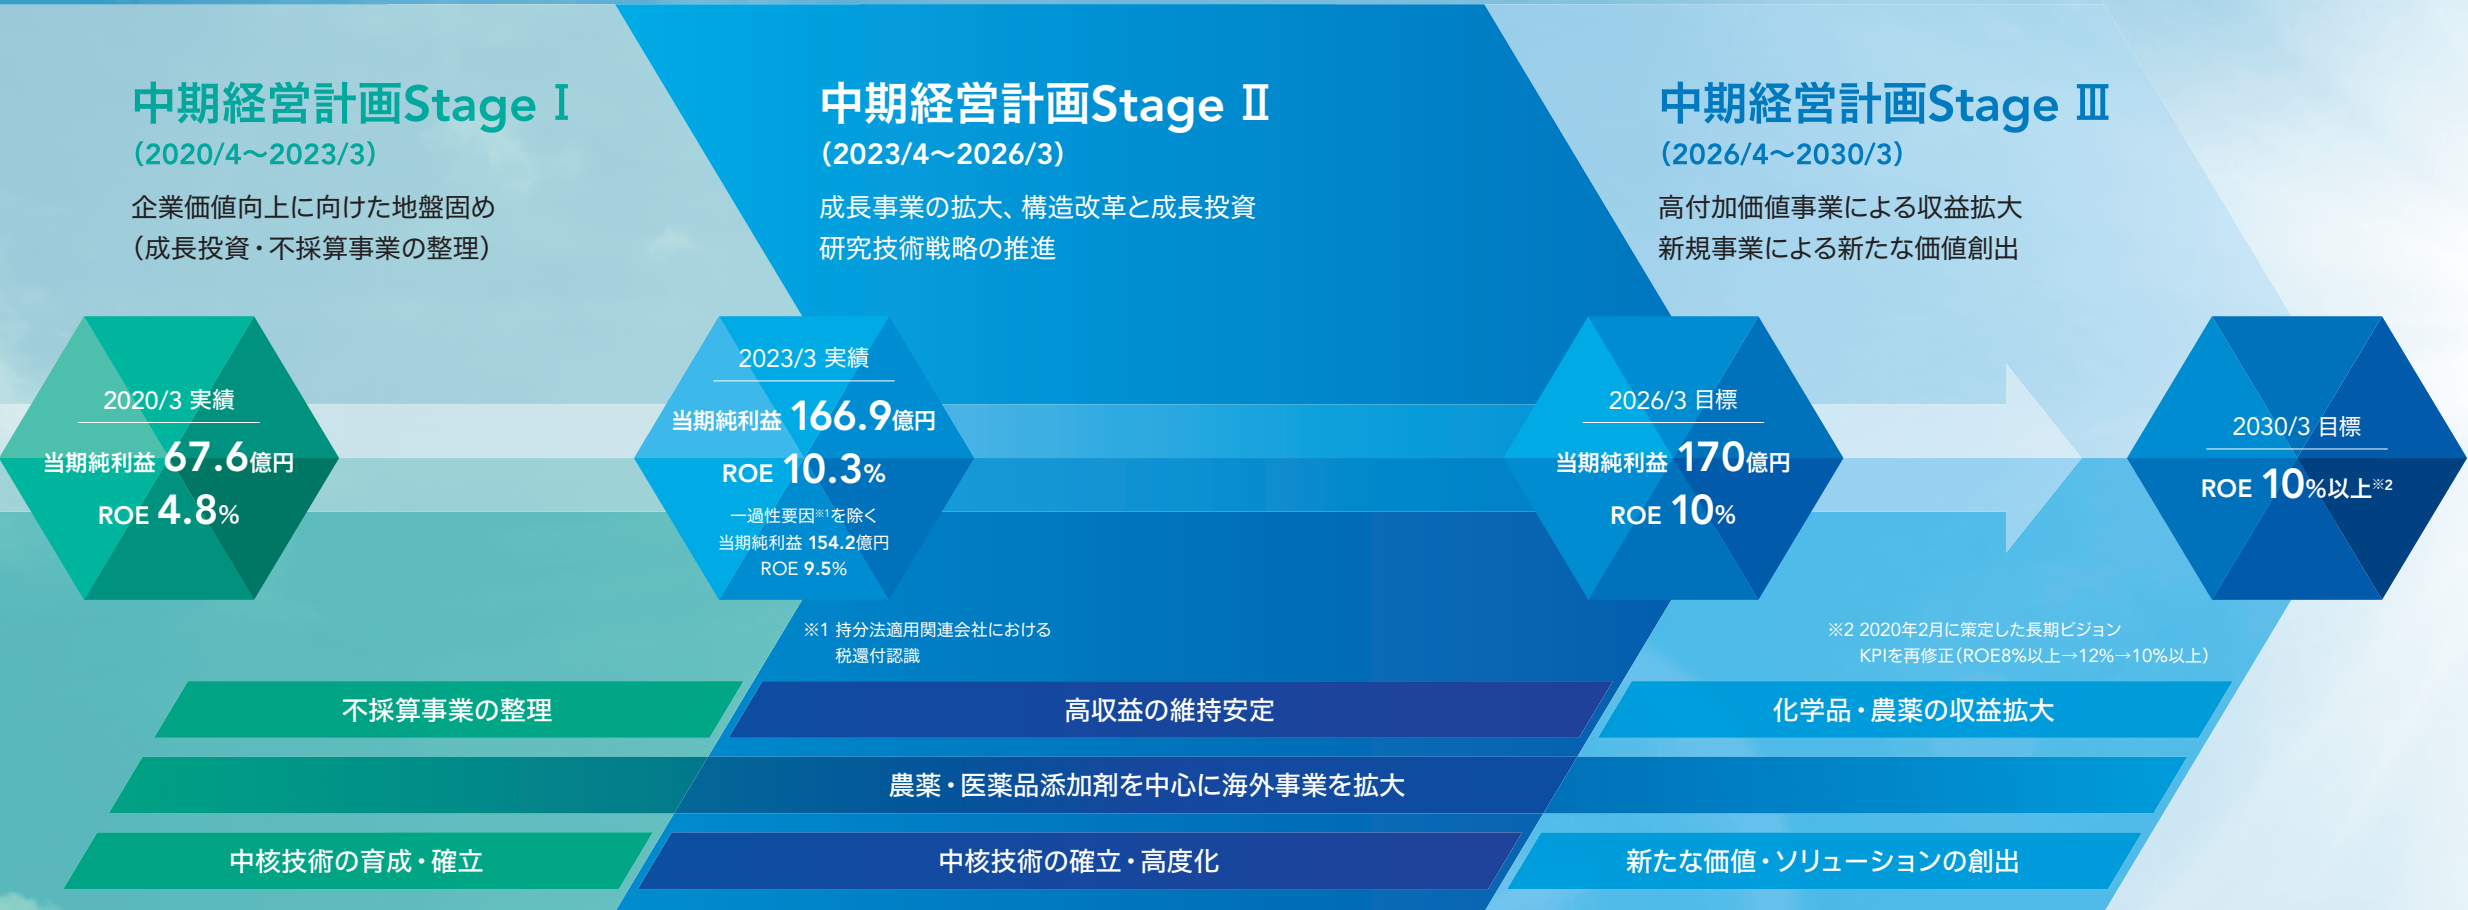 中期経営計画Stage Ⅰ
(2020/4～2023/3)
企業価値向上に向けた地盤固め
(成長投資・不採算事業の整理)
中期経営計画Stage Ⅱ
(2023/4～2026/3)
成長事業の拡大、構造改革と成長投資
研究技術戦略の推進
中期経営計画Stage Ⅲ
(2026/4～2030/3)
高付加価値事業による収益拡大
新規事業による新たな価値創出
2020/3 実績
当期純利益 67.6億円
ROE 4.8%
2023/3 実績
当期純利益 166.9億円
ROE 10.3%
一過性要因※1を除く
当期純利益 154.2億円
ROE 9.5%
2026/3 目標
当期純利益 170億円
ROE 10%
2030/3 目標
ROE 10%以上※2
※1 持分法適用関連会社における
税還付認識
※2 2020年2月に策定した長期ビジョン
KPIを再修正(ROE8%以上→12%→10%以上)
不採算事業の整理
高収益の維持安定
化学品・農薬の収益拡大
農薬・医薬品添加剤を中心に海外事業を拡大
中核技術の育成・確立
中核技術の確立・高度化
新たな価値・ソリューションの創出